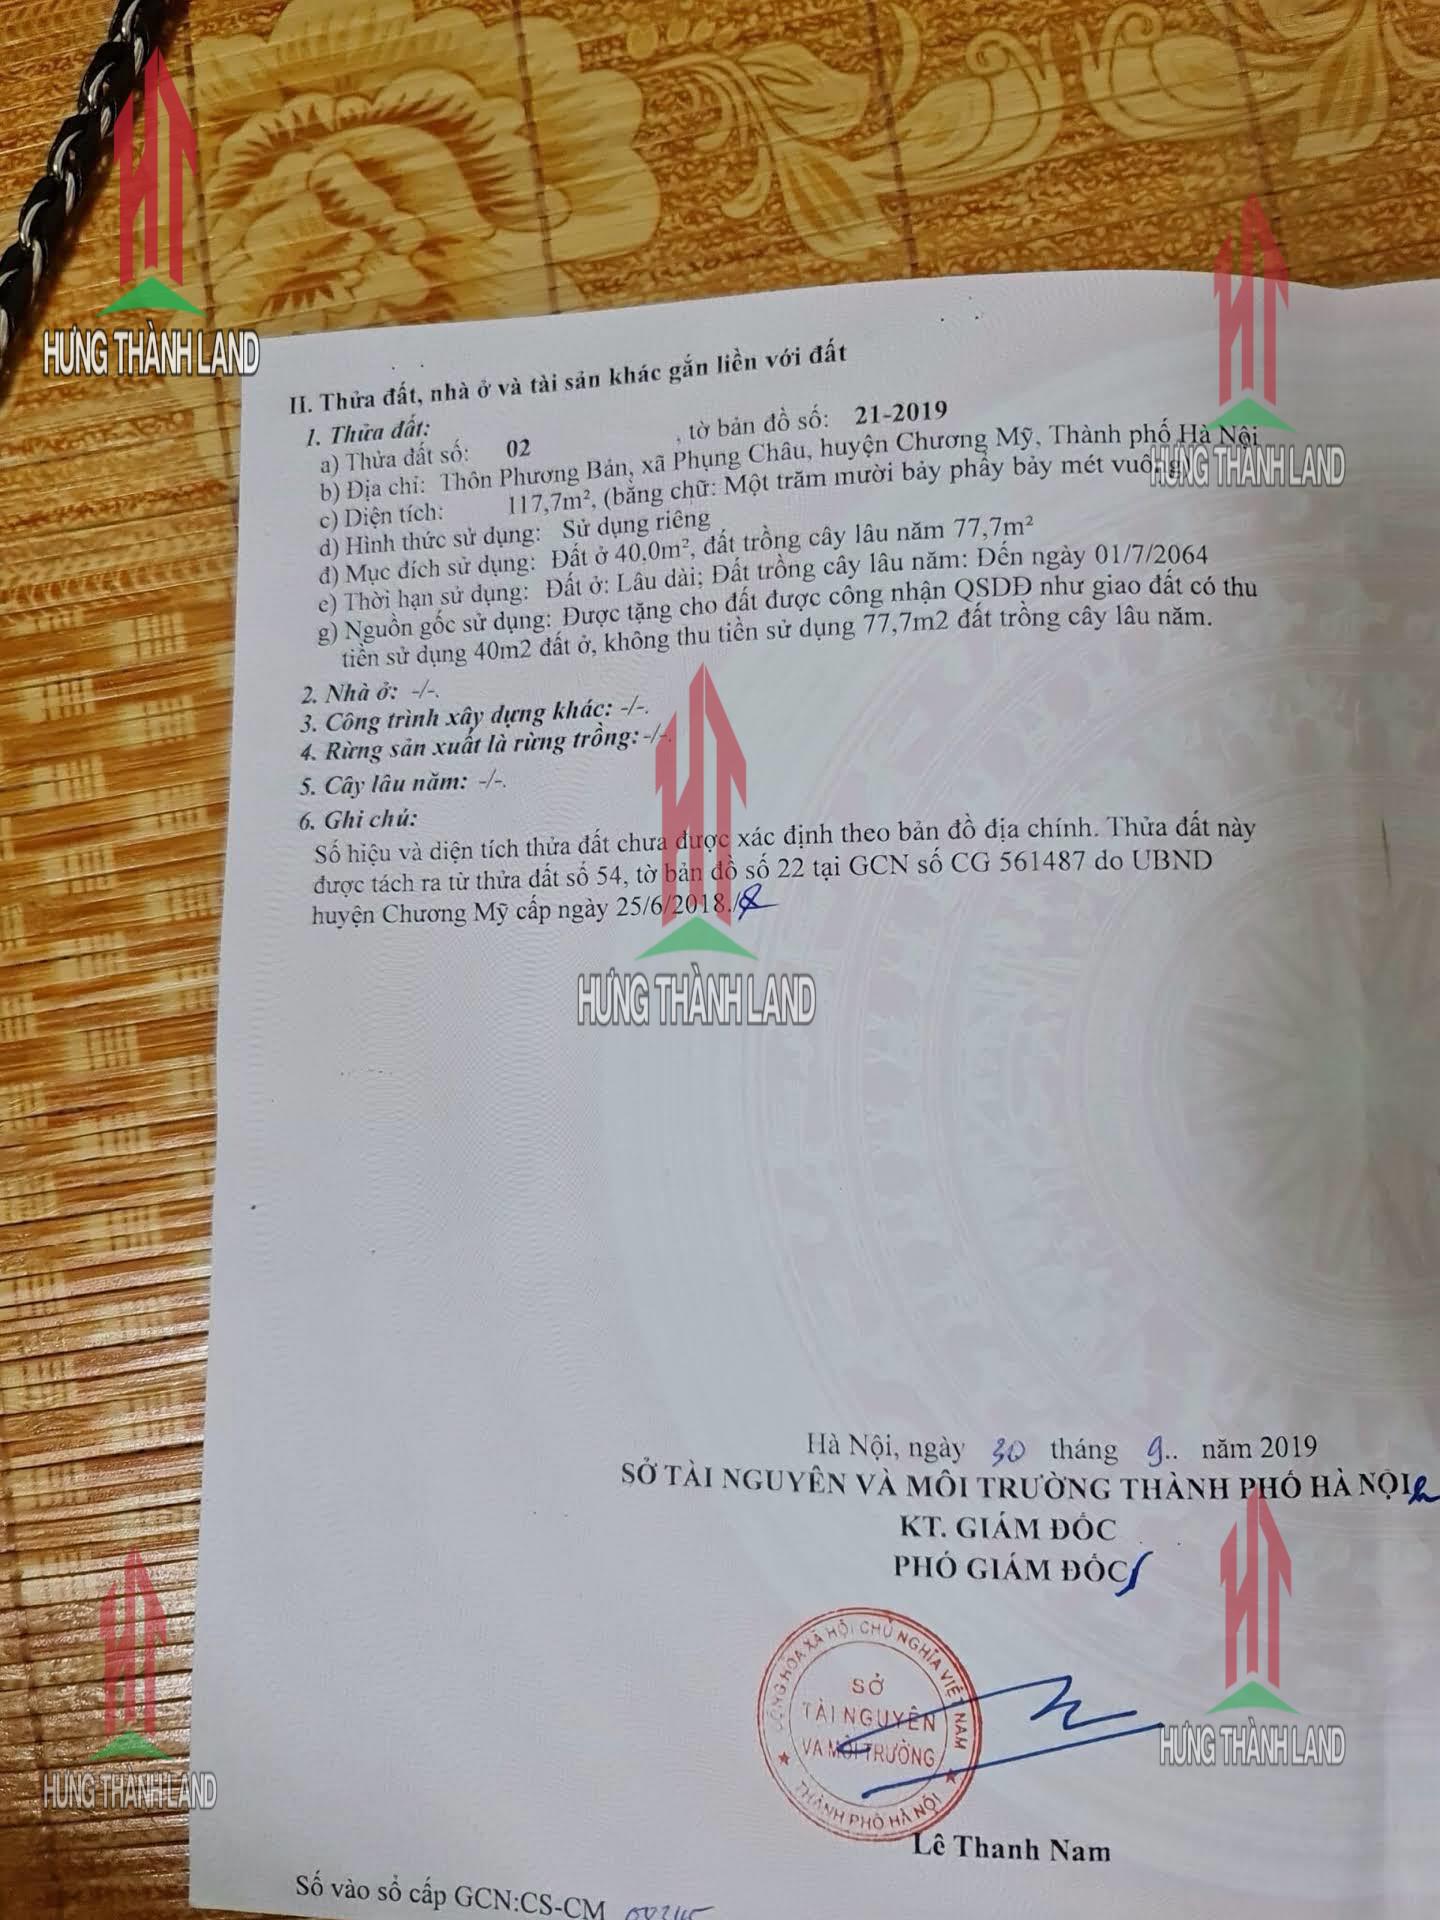 II. Thửa đất, nhà ở và tài sản khác gắn liền với đất
1. Thửa đất:
a) Thửa đất số: 02 , tờ bản đồ số: 21-2019
b) Địa chỉ: Thôn Phương Bản, xã Phụng Châu, huyện Chương Mỹ, Thành phố Hà Nội
c) Diện tích: 117,7m², (bằng chữ: Một trăm mười bảy phẩy bảy mét vuông)
d) Hình thức sử dụng: Sử dụng riêng
đ) Mục đích sử dụng: Đất ở 40,0m², đất trồng cây lâu năm 77,7m²
e) Thời hạn sử dụng: Đất ở: Lâu dài; Đất trồng cây lâu năm: Đến ngày 01/7/2064
g) Nguồn gốc sử dụng: Được tặng cho đất được công nhận QSDĐ như giao đất có thu
tiền sử dụng 40m2 đất ở, không thu tiền sử dụng 77,7m2 đất trồng cây lâu năm.
2. Nhà ở: -/-.
3. Công trình xây dựng khác: -/-.
4. Rừng sản xuất là rừng trồng: -/-.
5. Cây lâu năm: -/-.
6. Ghi chú:
Số hiệu và diện tích thửa đất chưa được xác định theo bản đồ địa chính. Thửa đất này
được tách ra từ thửa đất số 54, tờ bản đồ số 22 tại GCN số CG 561487 do UBND
huyện Chương Mỹ cấp ngày 25/6/2018./
Hà Nội, ngày 30 tháng 9.. năm 2019
SỞ TÀI NGUYÊN VÀ MÔI TRƯỜNG THÀNH PHỐ HÀ NỘI
KT. GIÁM ĐỐC
PHÓ GIÁM ĐỐC
CỘNG HÒA XÃ HỘI CHỦ NGHĨA VIỆT NAM
SỞ
TÀI NGUYÊN
VÀ MÔI TRƯỜNG
THÀNH PHỐ HÀ NỘI
Lê Thanh Nam
Số vào sổ cấp GCN:CS-CM
HƯNG THÀNH LAND
HƯNG THÀNH LAND
HƯNG THÀNH LAND
HƯNG THÀNH LAND
HƯNG THÀNH LAND